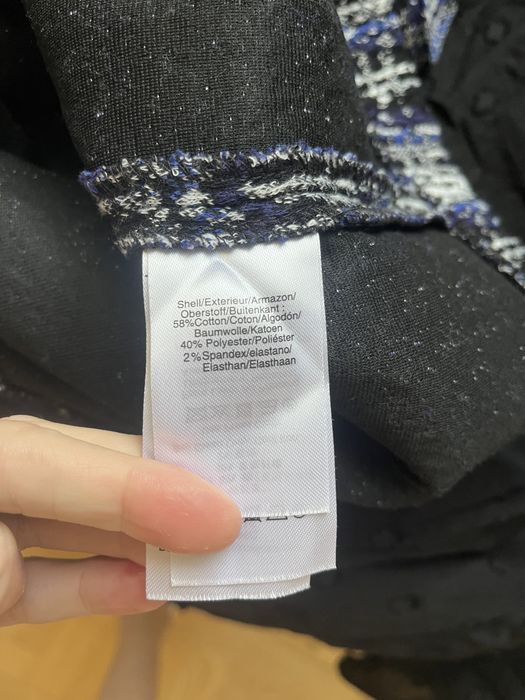 Shell/Exterieur/Armazon/
Oberstoff/Buitenkant :
58%Cotton/Coton/Algodón/
Baumwolle/Katoen
40% Polyester/Poliéster
2%Spandex/elastano/
Elasthan/Elasthaan